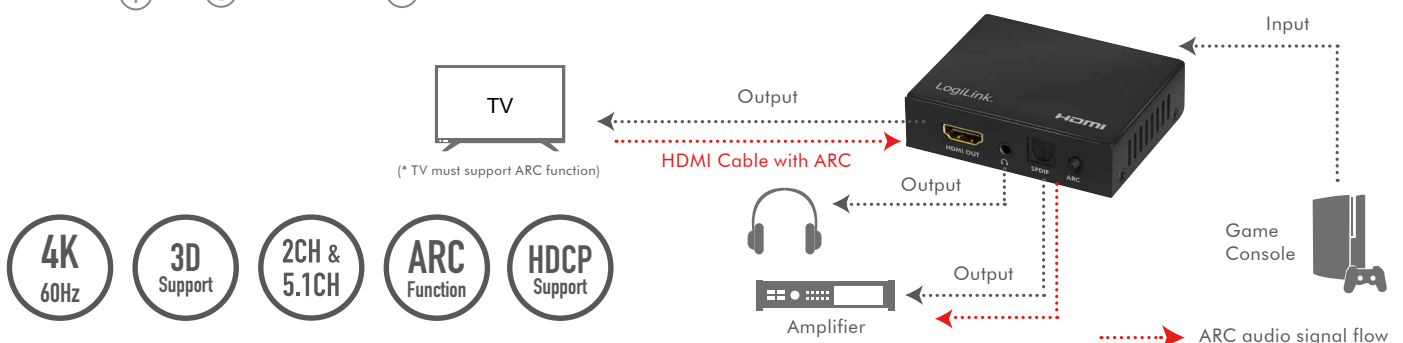 Input
LogiLink.
HDMI
TV
Output
HDMI OUT
SPDIF
ARC
HDMI Cable with ARC
(* TV must support ARC function)
Output
4K
60Hz
3D
Support
2CH &
5.1CH
ARC
Function
HDCP
Support
Game
Console
Output
Amplifier
ARC audio signal flow